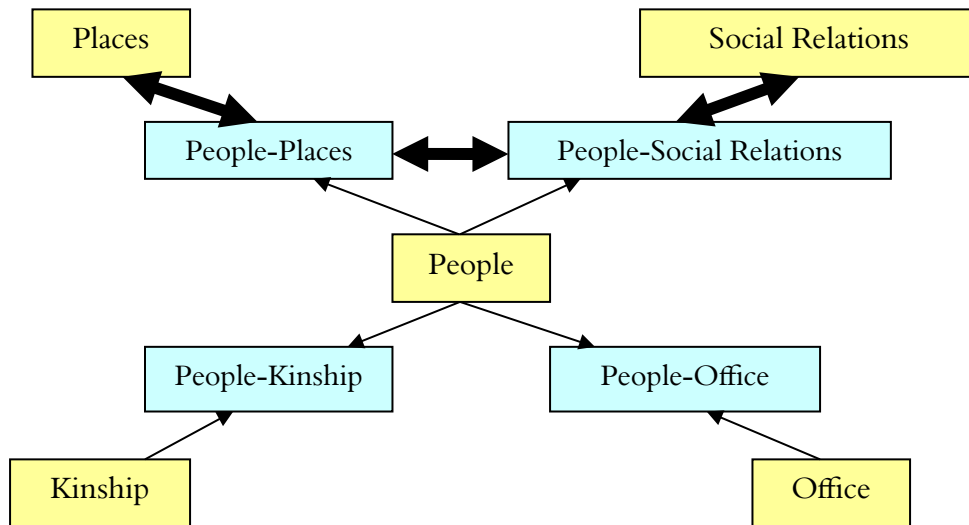 Places
Social Relations
People-Places
People-Social Relations
People
People-Kinship
People-Office
Kinship
Office